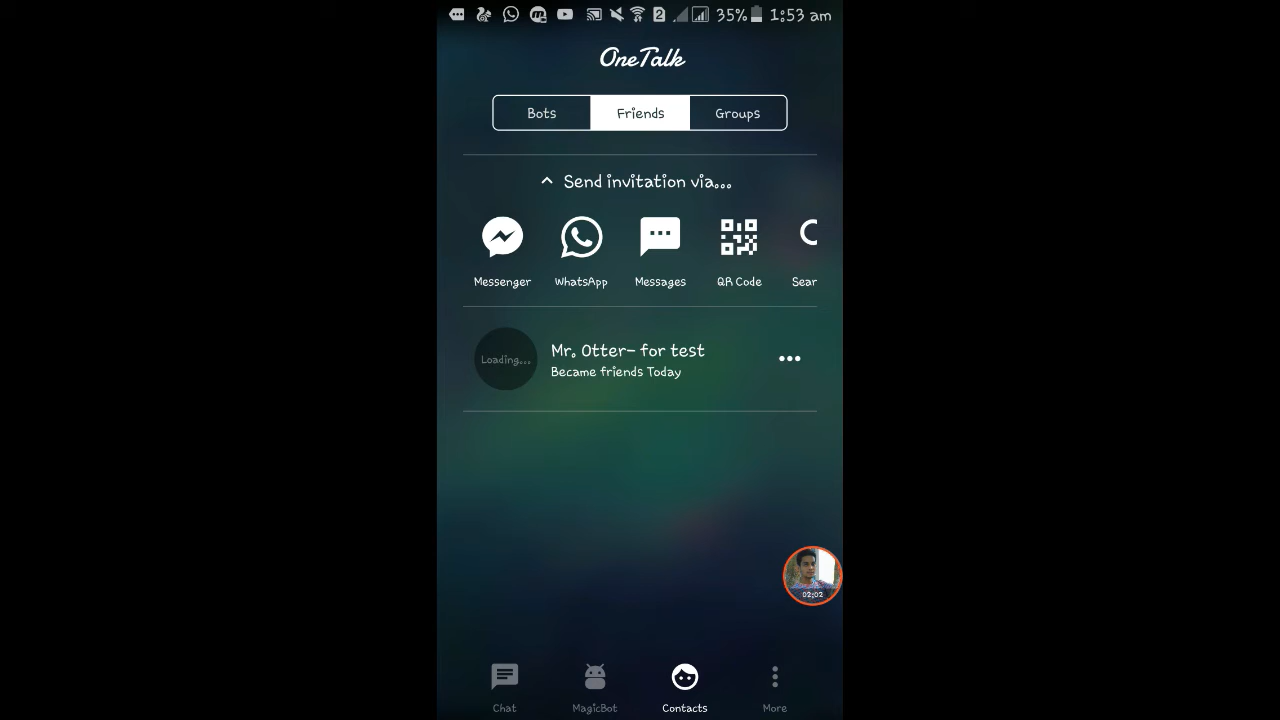 35% 1:53 am
OneTalk
Bots Friends Groups
Send invitation via...
Messenger WhatsApp Messages QR Code Sear
Loading...
Mr. Otter- for test
Became friends Today
02:02
Chat MagicBot Contacts More